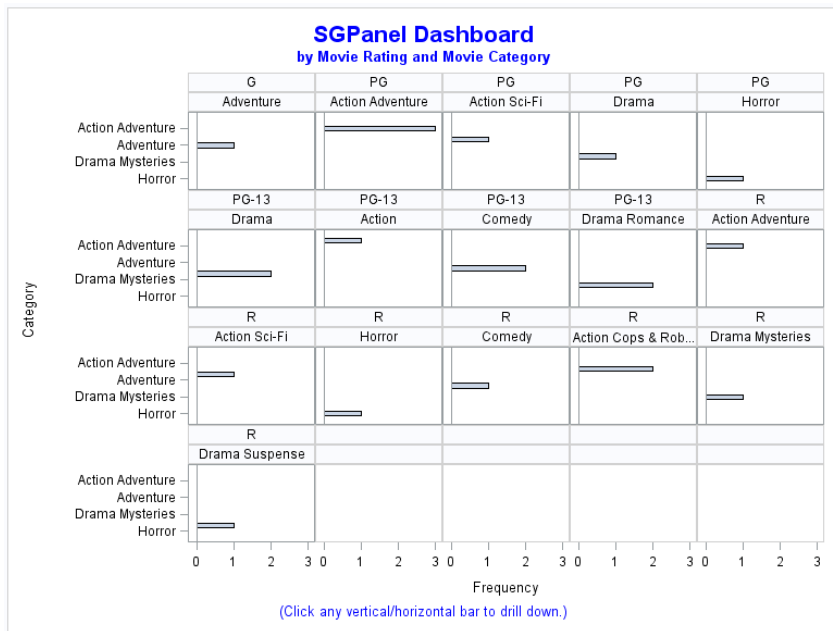 SGPanel Dashboard
by Movie Rating and Movie Category
G PG PG PG PG
Adventure Action Adventure Action Sci-Fi Drama Horror
Action Adventure
Adventure
Drama Mysteries
Horror
PG-13 PG-13 PG-13 PG-13 R
Drama Action Comedy Drama Romance Action Adventure
Action Adventure
Adventure
Drama Mysteries
Horror
Category
R R R R R
Action Sci-Fi Horror Comedy Action Cops & Rob... Drama Mysteries
Action Adventure
Adventure
Drama Mysteries
Horror
R
Drama Suspense
Action Adventure
Adventure
Drama Mysteries
Horror
0 1 2 3 0 1 2 3 0 1 2 3 0 1 2 3 0 1 2 3
Frequency
(Click any vertical/horizontal bar to drill down.)